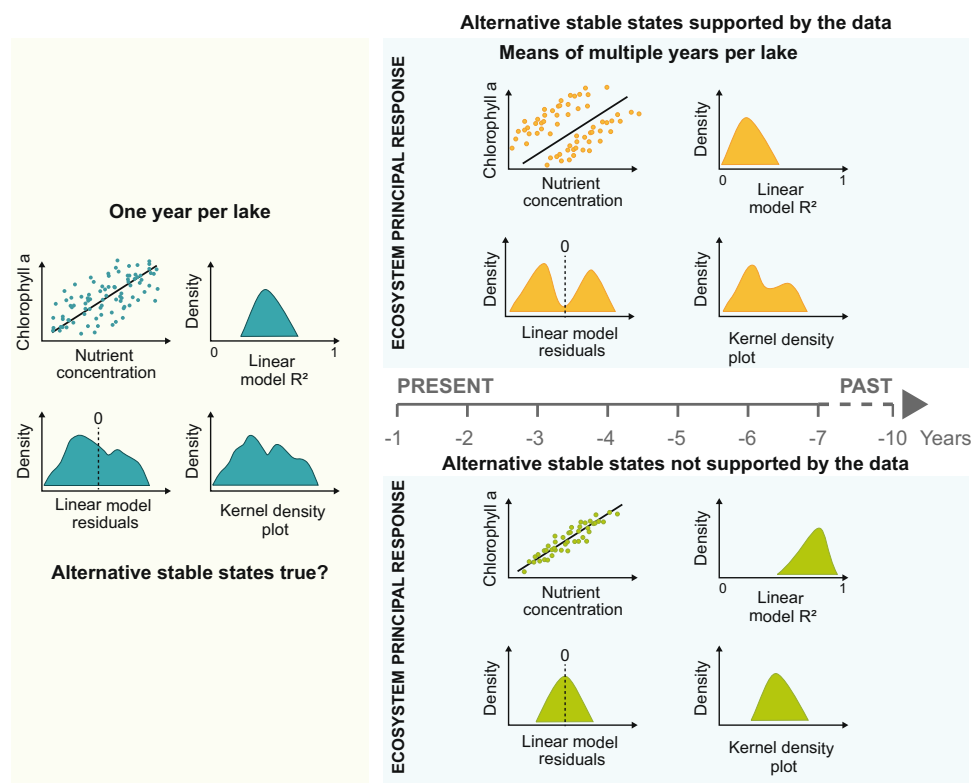 One year per lake
Chlorophyll a
Nutrient
concentration
Density
0
1
Linear
model R²
Density
0
Linear model
residuals
Density
Kernel density
plot
Alternative stable states true?
Alternative stable states supported by the data
Means of multiple years per lake
ECOSYSTEM PRINCIPAL RESPONSE
Chlorophyll a
Nutrient
concentration
Density
0
1
Linear
model R²
Density
0
Linear model
residuals
Density
Kernel density
plot
PRESENT
PAST
-1
-2
-3
-4
-5
-6
-7
-10
Years
Alternative stable states not supported by the data
ECOSYSTEM PRINCIPAL RESPONSE
Chlorophyll a
Nutrient
concentration
Density
0
1
Linear
model R²
Density
0
Linear model
residuals
Density
Kernel density
plot